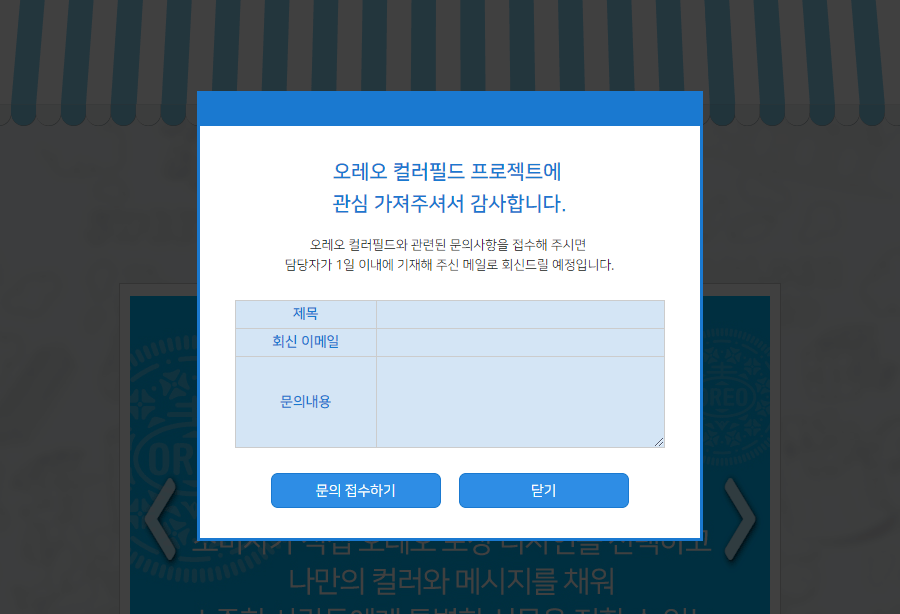 오레오 컬러필드 프로젝트에
관심 가져주셔서 감사합니다.
오레오 컬러필드와 관련된 문의사항을 접수해 주시면
담당자가 1일 이내에 기재해 주신 메일로 회신드릴 예정입니다.
제목
회신 이메일
문의내용
OREO
OR
문의 접수하기
닫기
나만의 컬러와 메시지를 채워